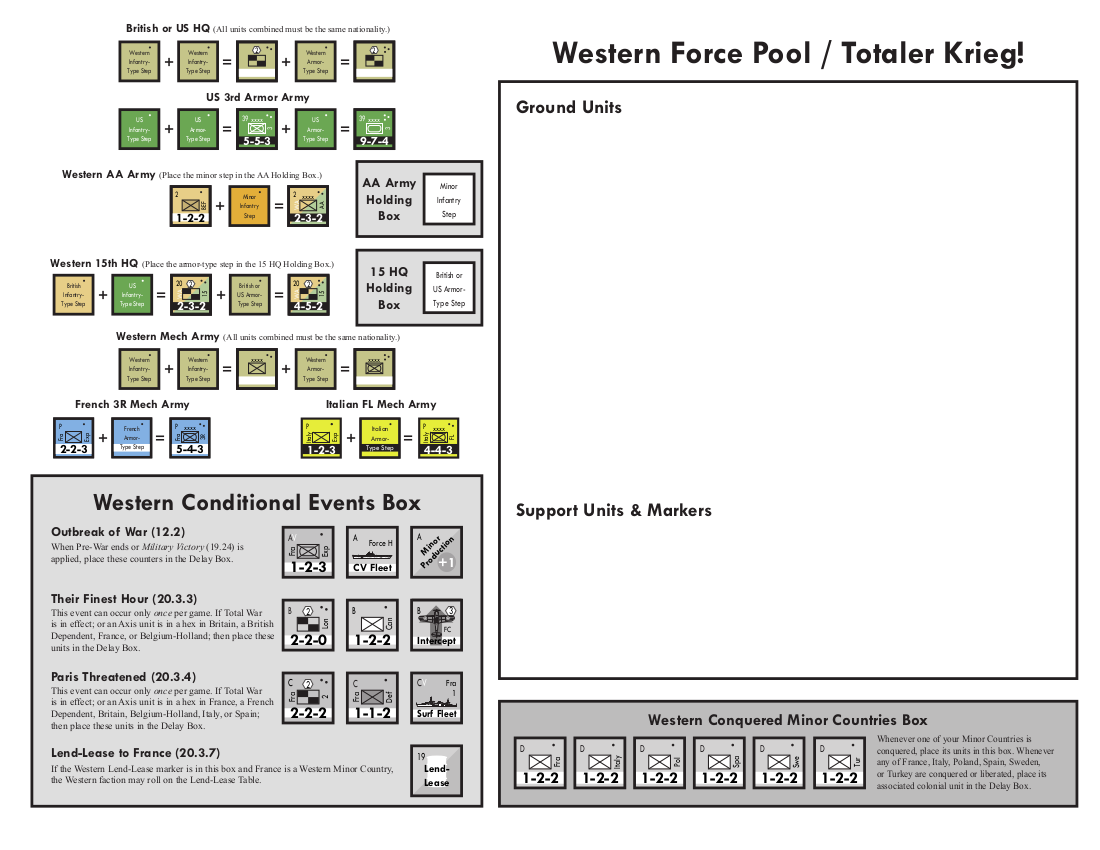 British or US HQ (All units combined must be the same nationality.)
Western Infantry-Type Step + Western Infantry-Type Step = 2 + Western Armor-Type Step = 2
US 3rd Armor Army
US Infantry-Type Step + US Armor-Type Step = 39 xxxx 3 5-5-3 + US Armor-Type Step = 39 xxxx 3 9-7-4
Western AA Army (Place the minor step in the AA Holding Box.)
2 BEF 1-2-2 + Minor Infantry Step = 2 xxxx AA 2-3-2
AA Army
Holding
Box
Minor
Infantry
Step
Western 15th HQ (Place the armor-type step in the 15 HQ Holding Box.)
British Infantry-Type Step + US Infantry-Type Step = 20 2 15 2-3-2 + British or US Armor-Type Step = 20 2 15 4-5-2
15 HQ
Holding
Box
British or
US Armor-
Type Step
Western Mech Army (All units combined must be the same nationality.)
Western Infantry-Type Step + Western Infantry-Type Step = xxxx + Western Armor-Type Step = xxxx
French 3R Mech Army
P Fra Exp 2-2-3 + French Armor-Type Step = P xxxx Fra 3R 5-4-3
Italian FL Mech Army
P Italy Exp 1-2-3 + Italian Armor-Type Step = P xxxx Italy FL 4-4-3
Western Conditional Events Box
Outbreak of War (12.2)
When Pre-War ends or Military Victory (19.24) is
applied, place these counters in the Delay Box.
A Fra Exp 1-2-3
A Force H CV Fleet
A Minor Production +1
Their Finest Hour (20.3.3)
This event can occur only once per game. If Total War
is in effect; or an Axis unit is in a hex in Britain, a British
Dependent, France, or Belgium-Holland; then place these
units in the Delay Box.
B 2 Lon 2-2-0
B Can 1-2-2
B 3 FC Intercept
Paris Threatened (20.3.4)
This event can occur only once per game. If Total War
is in effect; or an Axis unit is in a hex in France, a French
Dependent, Britain, Belgium-Holland, Italy, or Spain;
then place these units in the Delay Box.
C 2 Fra 2 2-2-2
C Fra Def 1-1-2
C Fra 1 Surf Fleet
Lend-Lease to France (20.3.7)
If the Western Lend-Lease marker is in this box and France is a Western Minor Country,
the Western faction may roll on the Lend-Lease Table.
19 Lend-Lease
Western Force Pool / Totaler Krieg!
Ground Units
Support Units & Markers
Western Conquered Minor Countries Box
D Fra 1-2-2
D Italy 1-2-2
D Pol 1-2-2
D Spa 1-2-2
D Swe 1-2-2
D Tur 1-2-2
Whenever one of your Minor Countries is
conquered, place its units in this box. Whenever
any of France, Italy, Poland, Spain, Sweden,
or Turkey are conquered or liberated, place its
associated colonial unit in the Delay Box.